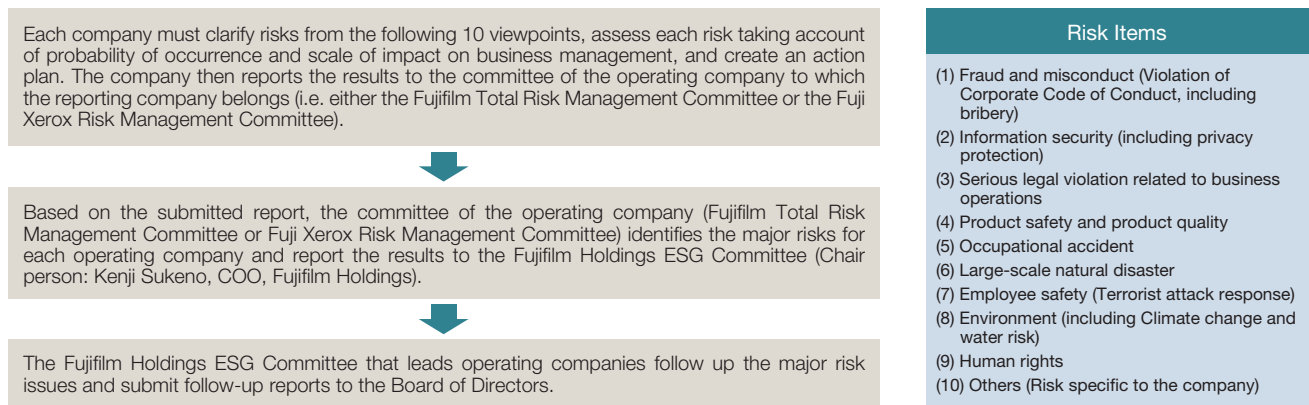 Each company must clarify risks from the following 10 viewpoints, assess each risk taking account
of probability of occurrence and scale of impact on business management, and create an action
plan. The company then reports the results to the committee of the operating company to which
the reporting company belongs (i.e. either the Fujifilm Total Risk Management Committee or the Fuji
Xerox Risk Management Committee).
Based on the submitted report, the committee of the operating company (Fujifilm Total Risk
Management Committee or Fuji Xerox Risk Management Committee) identifies the major risks for
each operating company and report the results to the Fujifilm Holdings ESG Committee (Chair
person: Kenji Sukeno, COO, Fujifilm Holdings).
The Fujifilm Holdings ESG Committee that leads operating companies follow up the major risk
issues and submit follow-up reports to the Board of Directors.
Risk Items
(1) Fraud and misconduct (Violation of
Corporate Code of Conduct, including
bribery)
(2) Information security (including privacy
protection)
(3) Serious legal violation related to business
operations
(4) Product safety and product quality
(5) Occupational accident
(6) Large-scale natural disaster
(7) Employee safety (Terrorist attack response)
(8) Environment (including Climate change and
water risk)
(9) Human rights
(10) Others (Risk specific to the company)